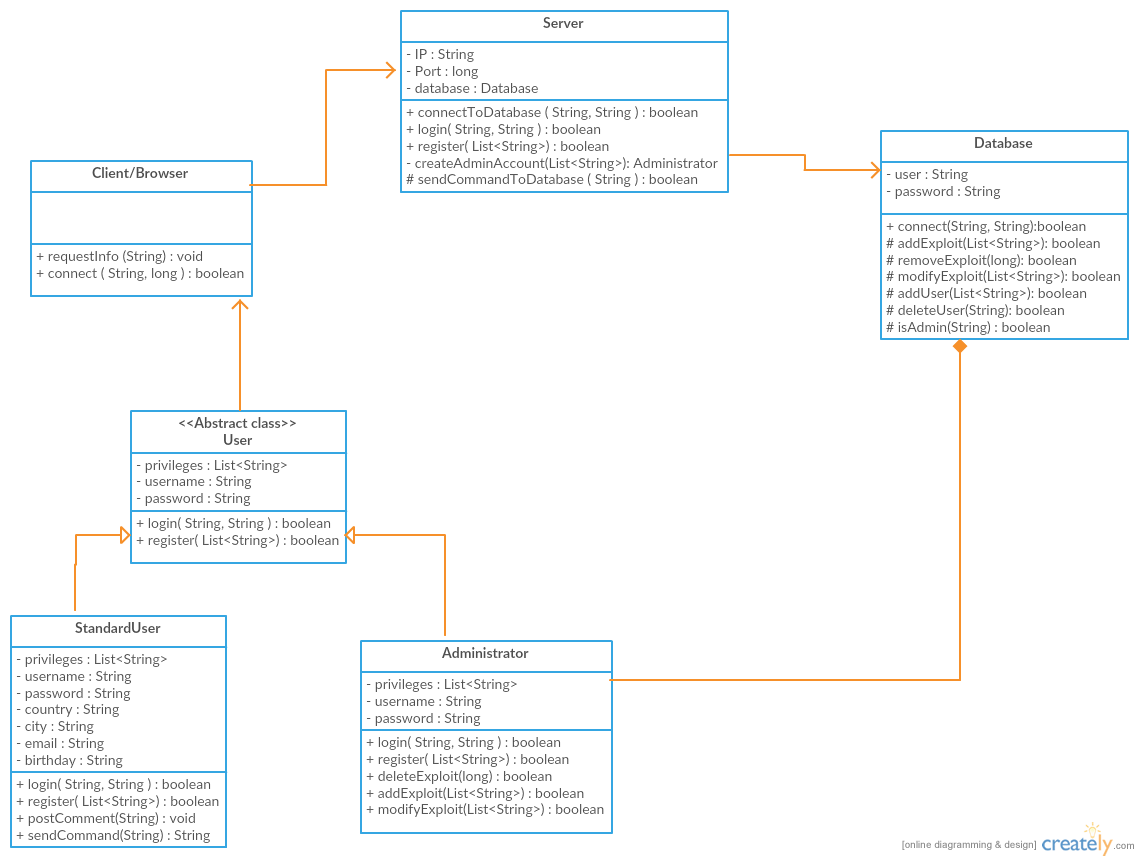 Server
- IP : String
- Port : long
- database : Database
+ connectToDatabase ( String, String ) : boolean
+ login( String, String ) : boolean
+ register( List<String>) : boolean
- createAdminAccount(List<String>): Administrator
# sendCommandToDatabase ( String ) : boolean
Client/Browser
+ requestInfo (String) : void
+ connect ( String, long ) : boolean
Database
- user : String
- password : String
+ connect(String, String):boolean
# addExploit(List<String>): boolean
# removeExploit(long): boolean
# modifyExploit(List<String>): boolean
# addUser(List<String>): boolean
# deleteUser(String): boolean
# isAdmin(String) : boolean
<<Abstract class>>
User
- privileges : List<String>
- username : String
- password : String
+ login( String, String ) : boolean
+ register( List<String>) : boolean
StandardUser
- privileges : List<String>
- username : String
- password : String
- country : String
- city : String
- email : String
- birthday : String
+ login( String, String ) : boolean
+ register( List<String>) : boolean
+ postComment(String) : void
+ sendCommand(String) : String
Administrator
- privileges : List<String>
- username : String
- password : String
+ login( String, String ) : boolean
+ register( List<String>) : boolean
+ deleteExploit(long) : boolean
+ addExploit(List<String>) : boolean
+ modifyExploit(List<String>) : boolean
[online diagramming & design] creately.com